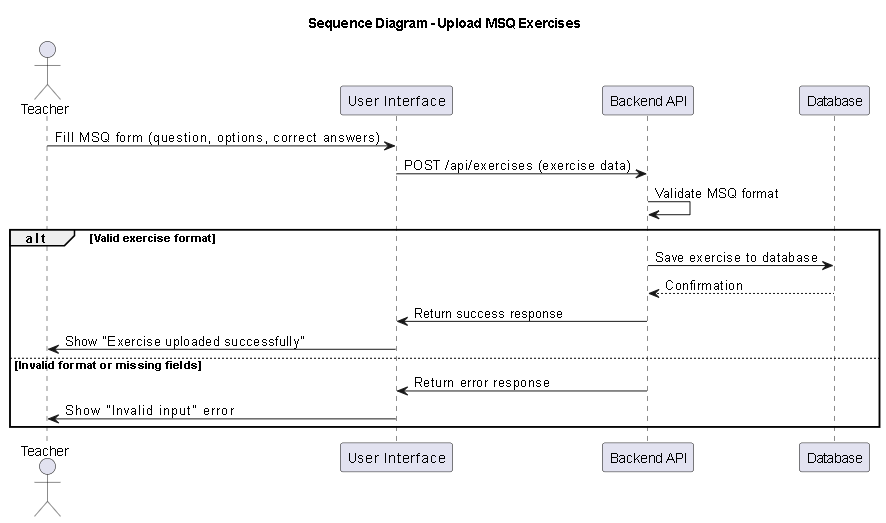 Sequence Diagram - Upload MSQ Exercises
Teacher
User Interface
Backend API
Database
Fill MSQ form (question, options, correct answers)
POST /api/exercises (exercise data)
Validate MSQ format
alt
[Valid exercise format]
Save exercise to database
Confirmation
Return success response
Show "Exercise uploaded successfully"
[Invalid format or missing fields]
Return error response
Show "Invalid input" error
Teacher
User Interface
Backend API
Database